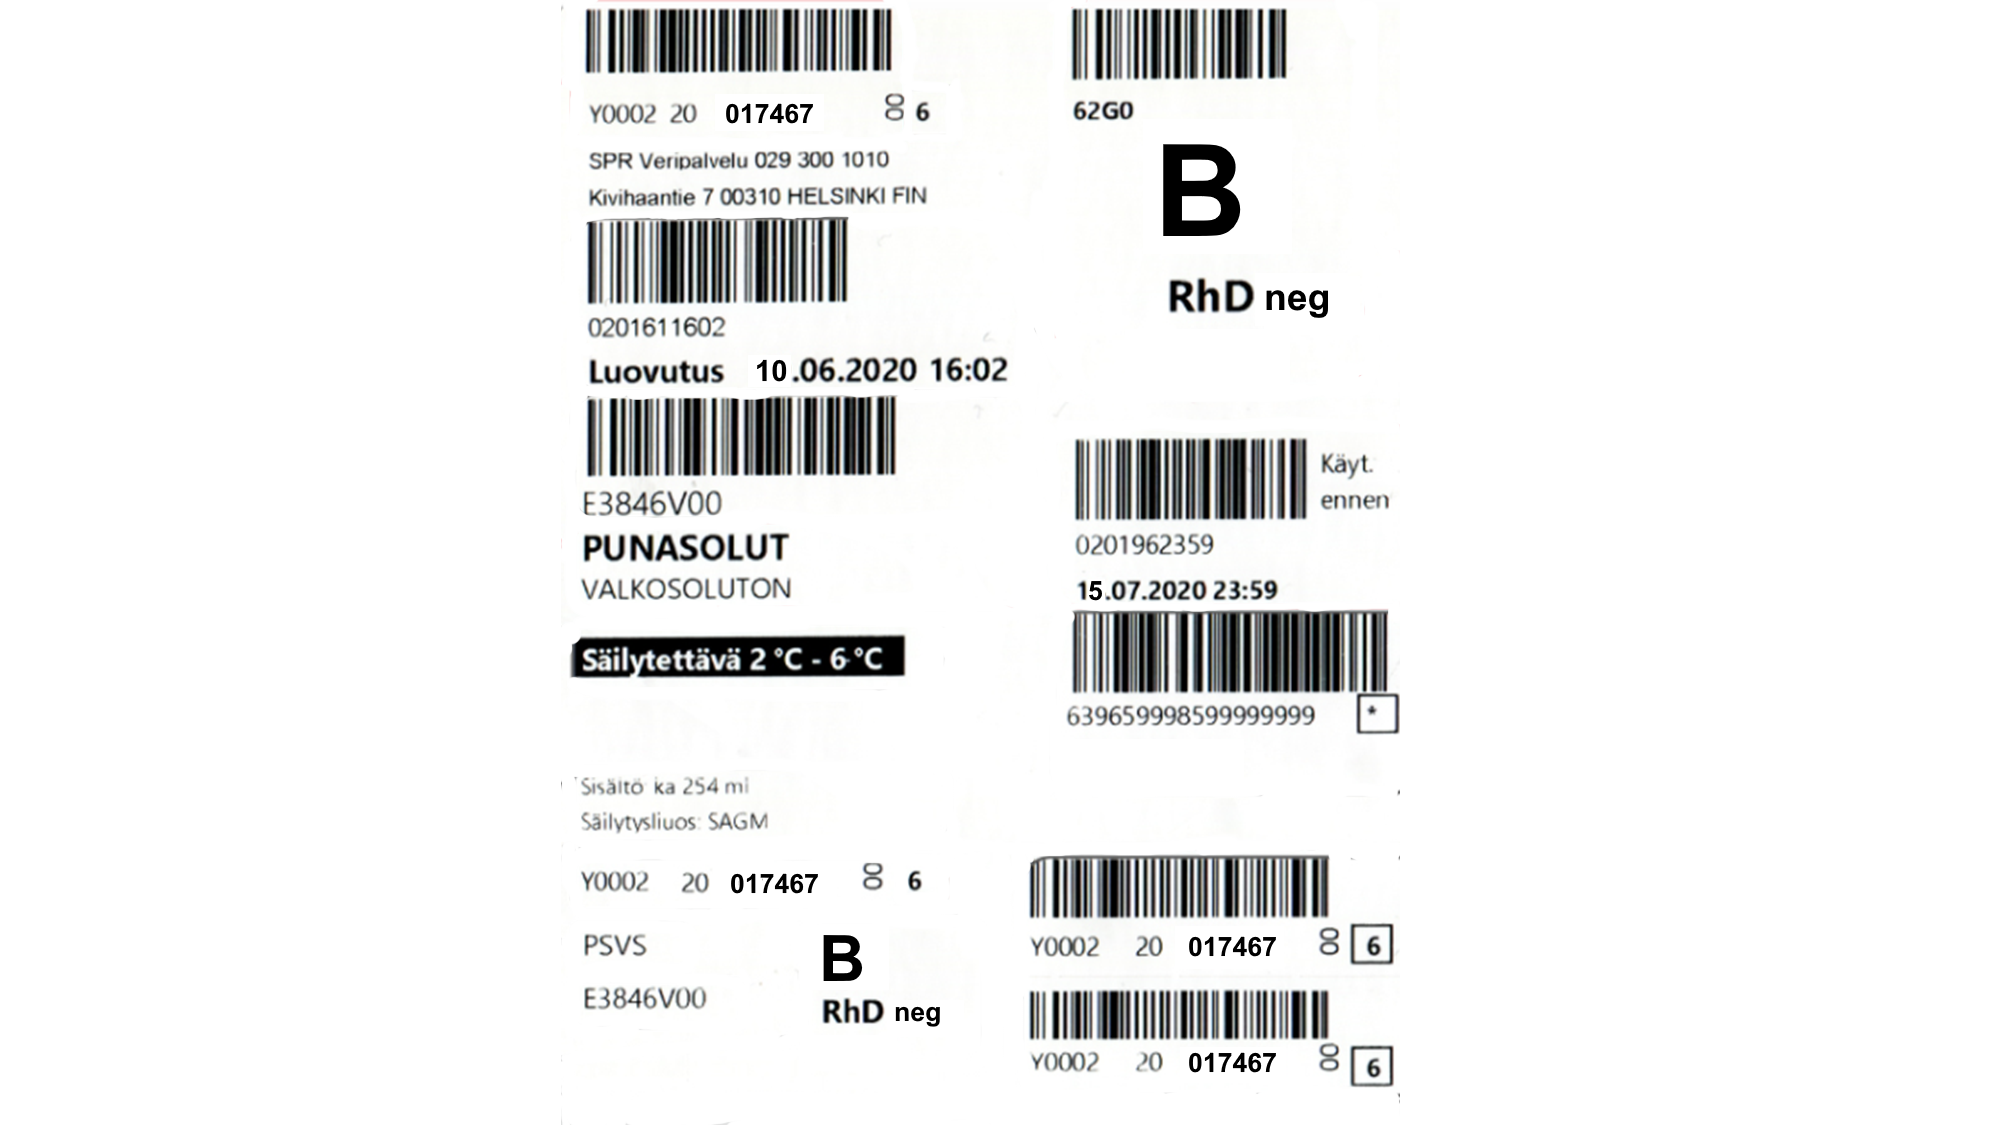 Y0002 20 017467 00 6
SPR Veripalvelu 029 300 1010
Kivihaantie 7 00310 HELSINKI FIN
0201611602
Luovutus 10.06.2020 16:02
E3846V00
PUNASOLUT
VALKOSOLUTON
Säilytettävä 2 °C - 6 °C
Sisältö ka 254 ml
Säilytysliuos: SAGM
Y0002 20 017467 00 6
PSVS
E3846V00
B
RhD neg
62G0
B
RhD neg
Käyt.
ennen
0201962359
15.07.2020 23:59
639659998599999999 *
Y0002 20 017467 00 6
Y0002 20 017467 00 6